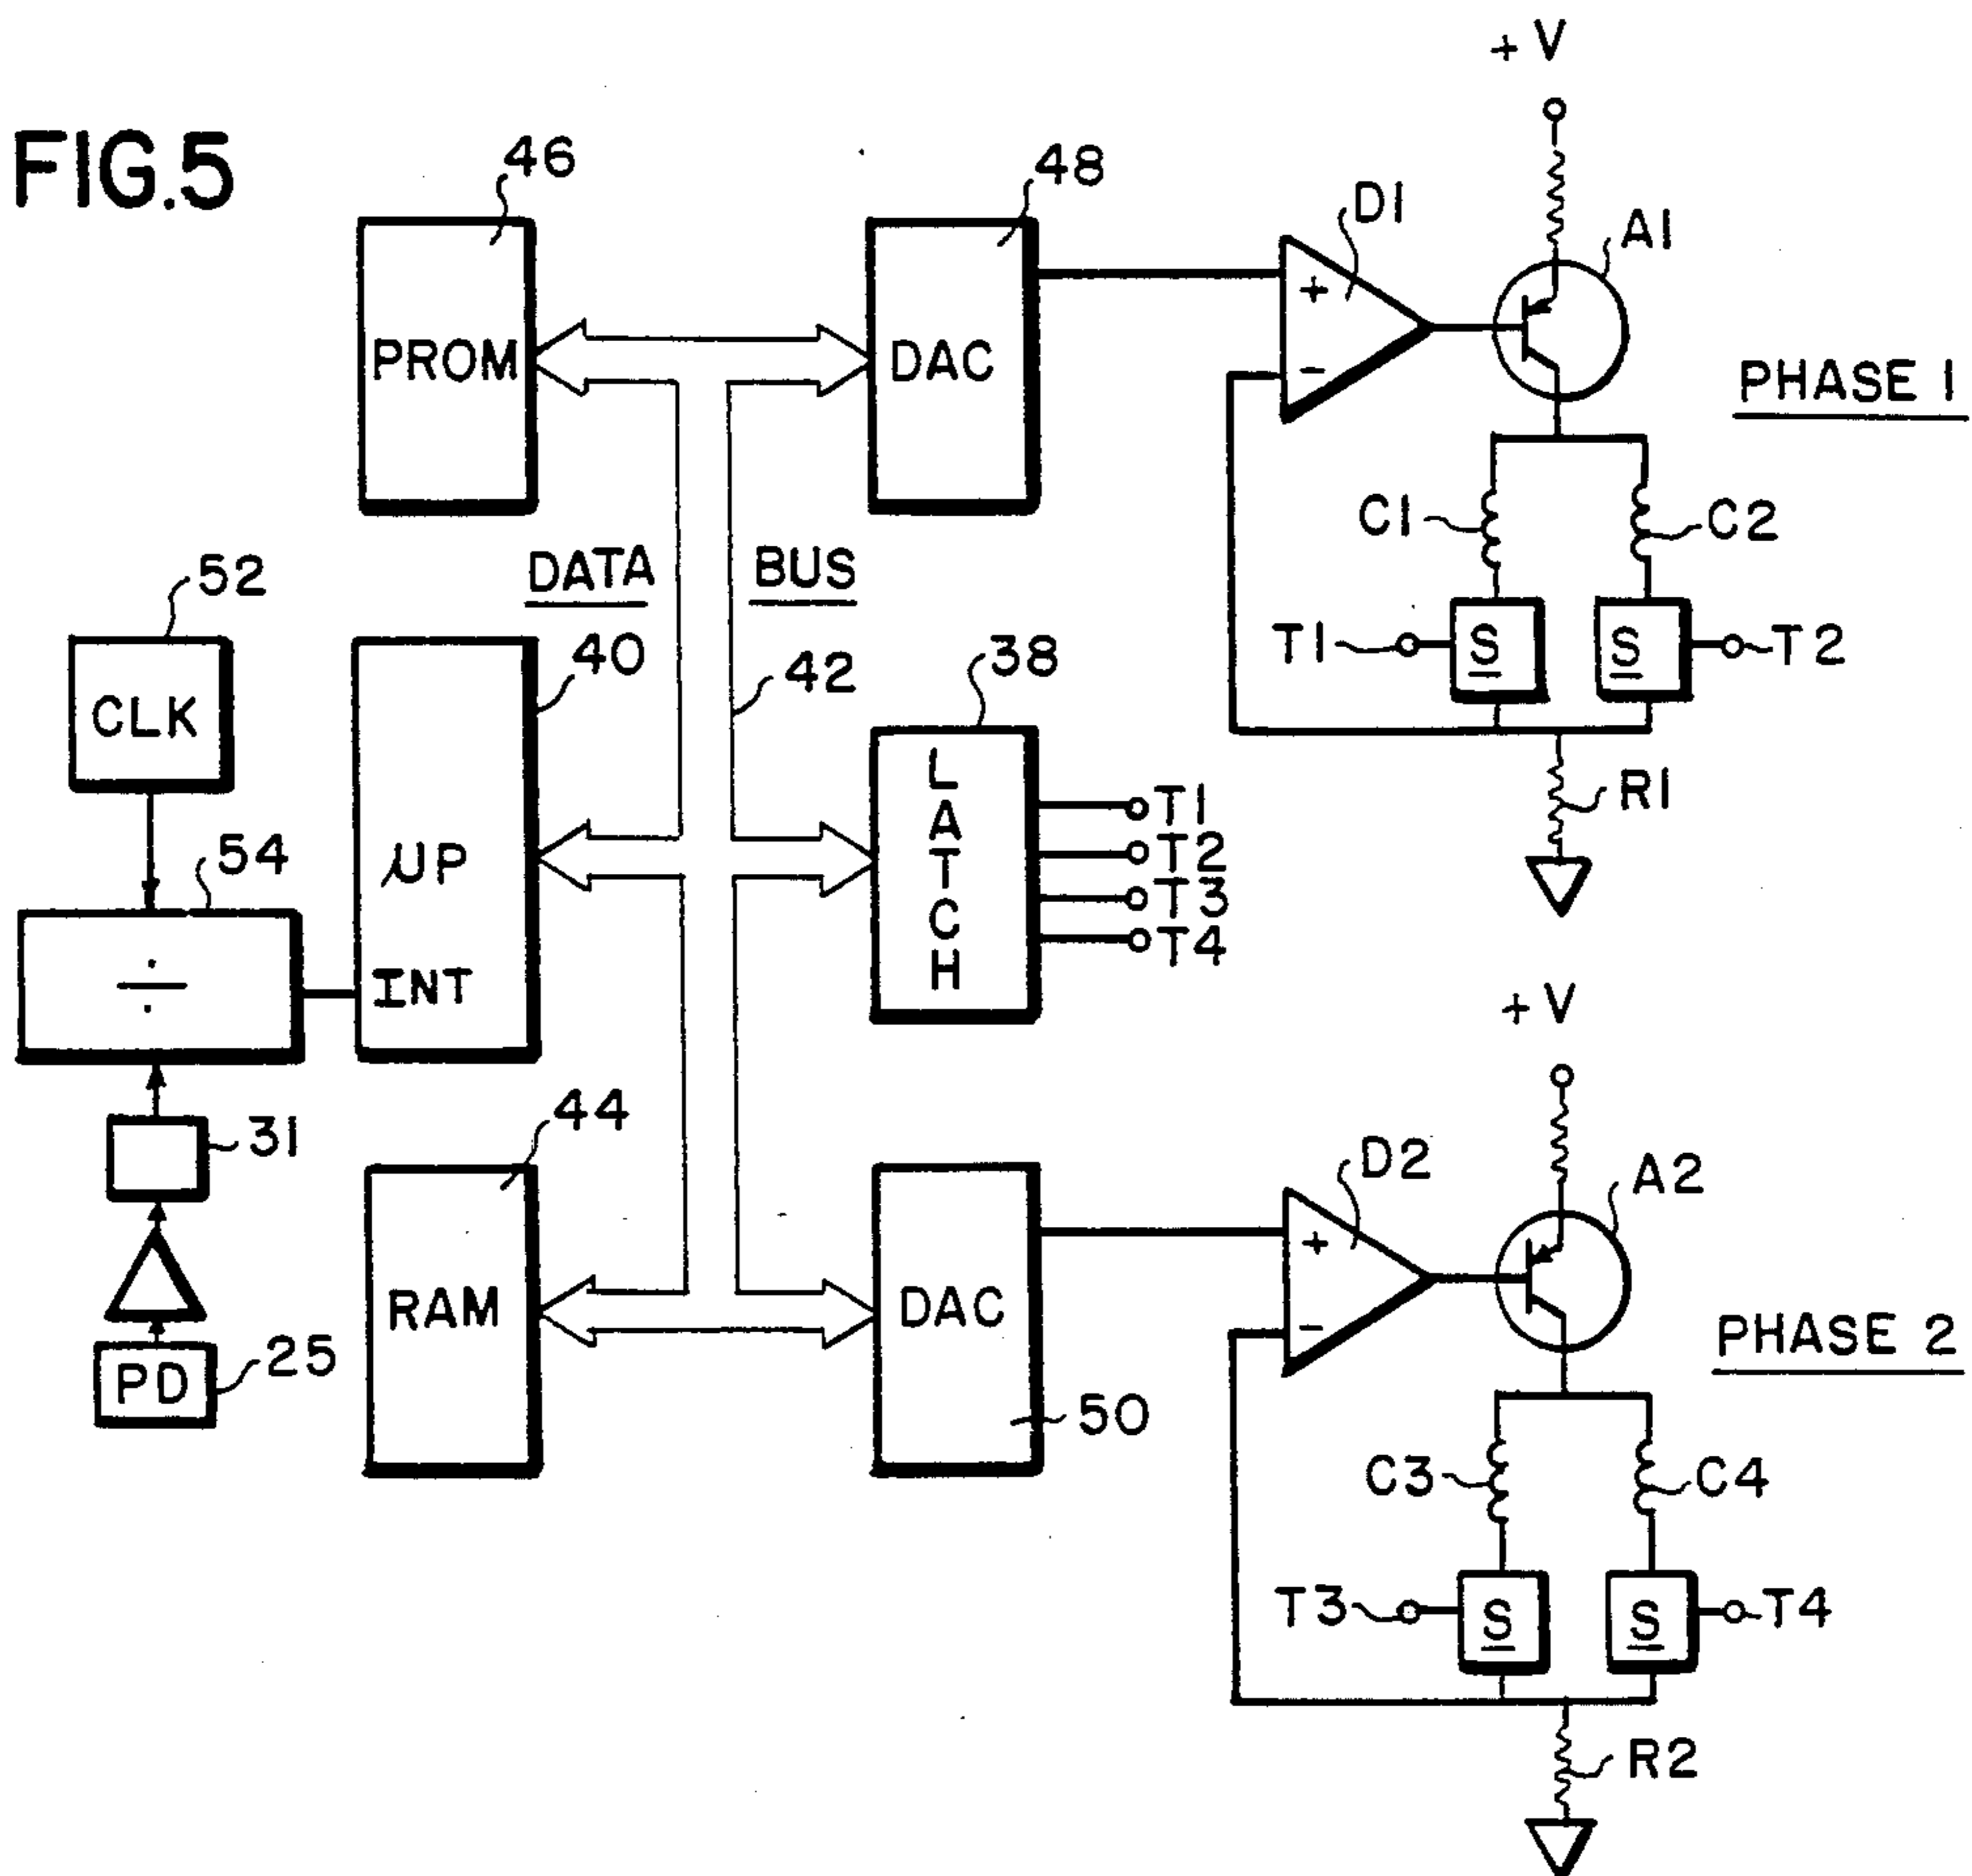 FIG.5
46
48
+V
D1
A1
PROM
DAC
+
−
PHASE 1
C1
C2
DATA
BUS
52
40
42
38
T1
S
S
T2
CLK
LATCH
R1
54
T1
T2
T3
T4
μP
÷
INT
+V
31
44
D2
A2
RAM
DAC
+
−
PHASE 2
PD
25
50
C3
C4
T3
S
S
T4
R2